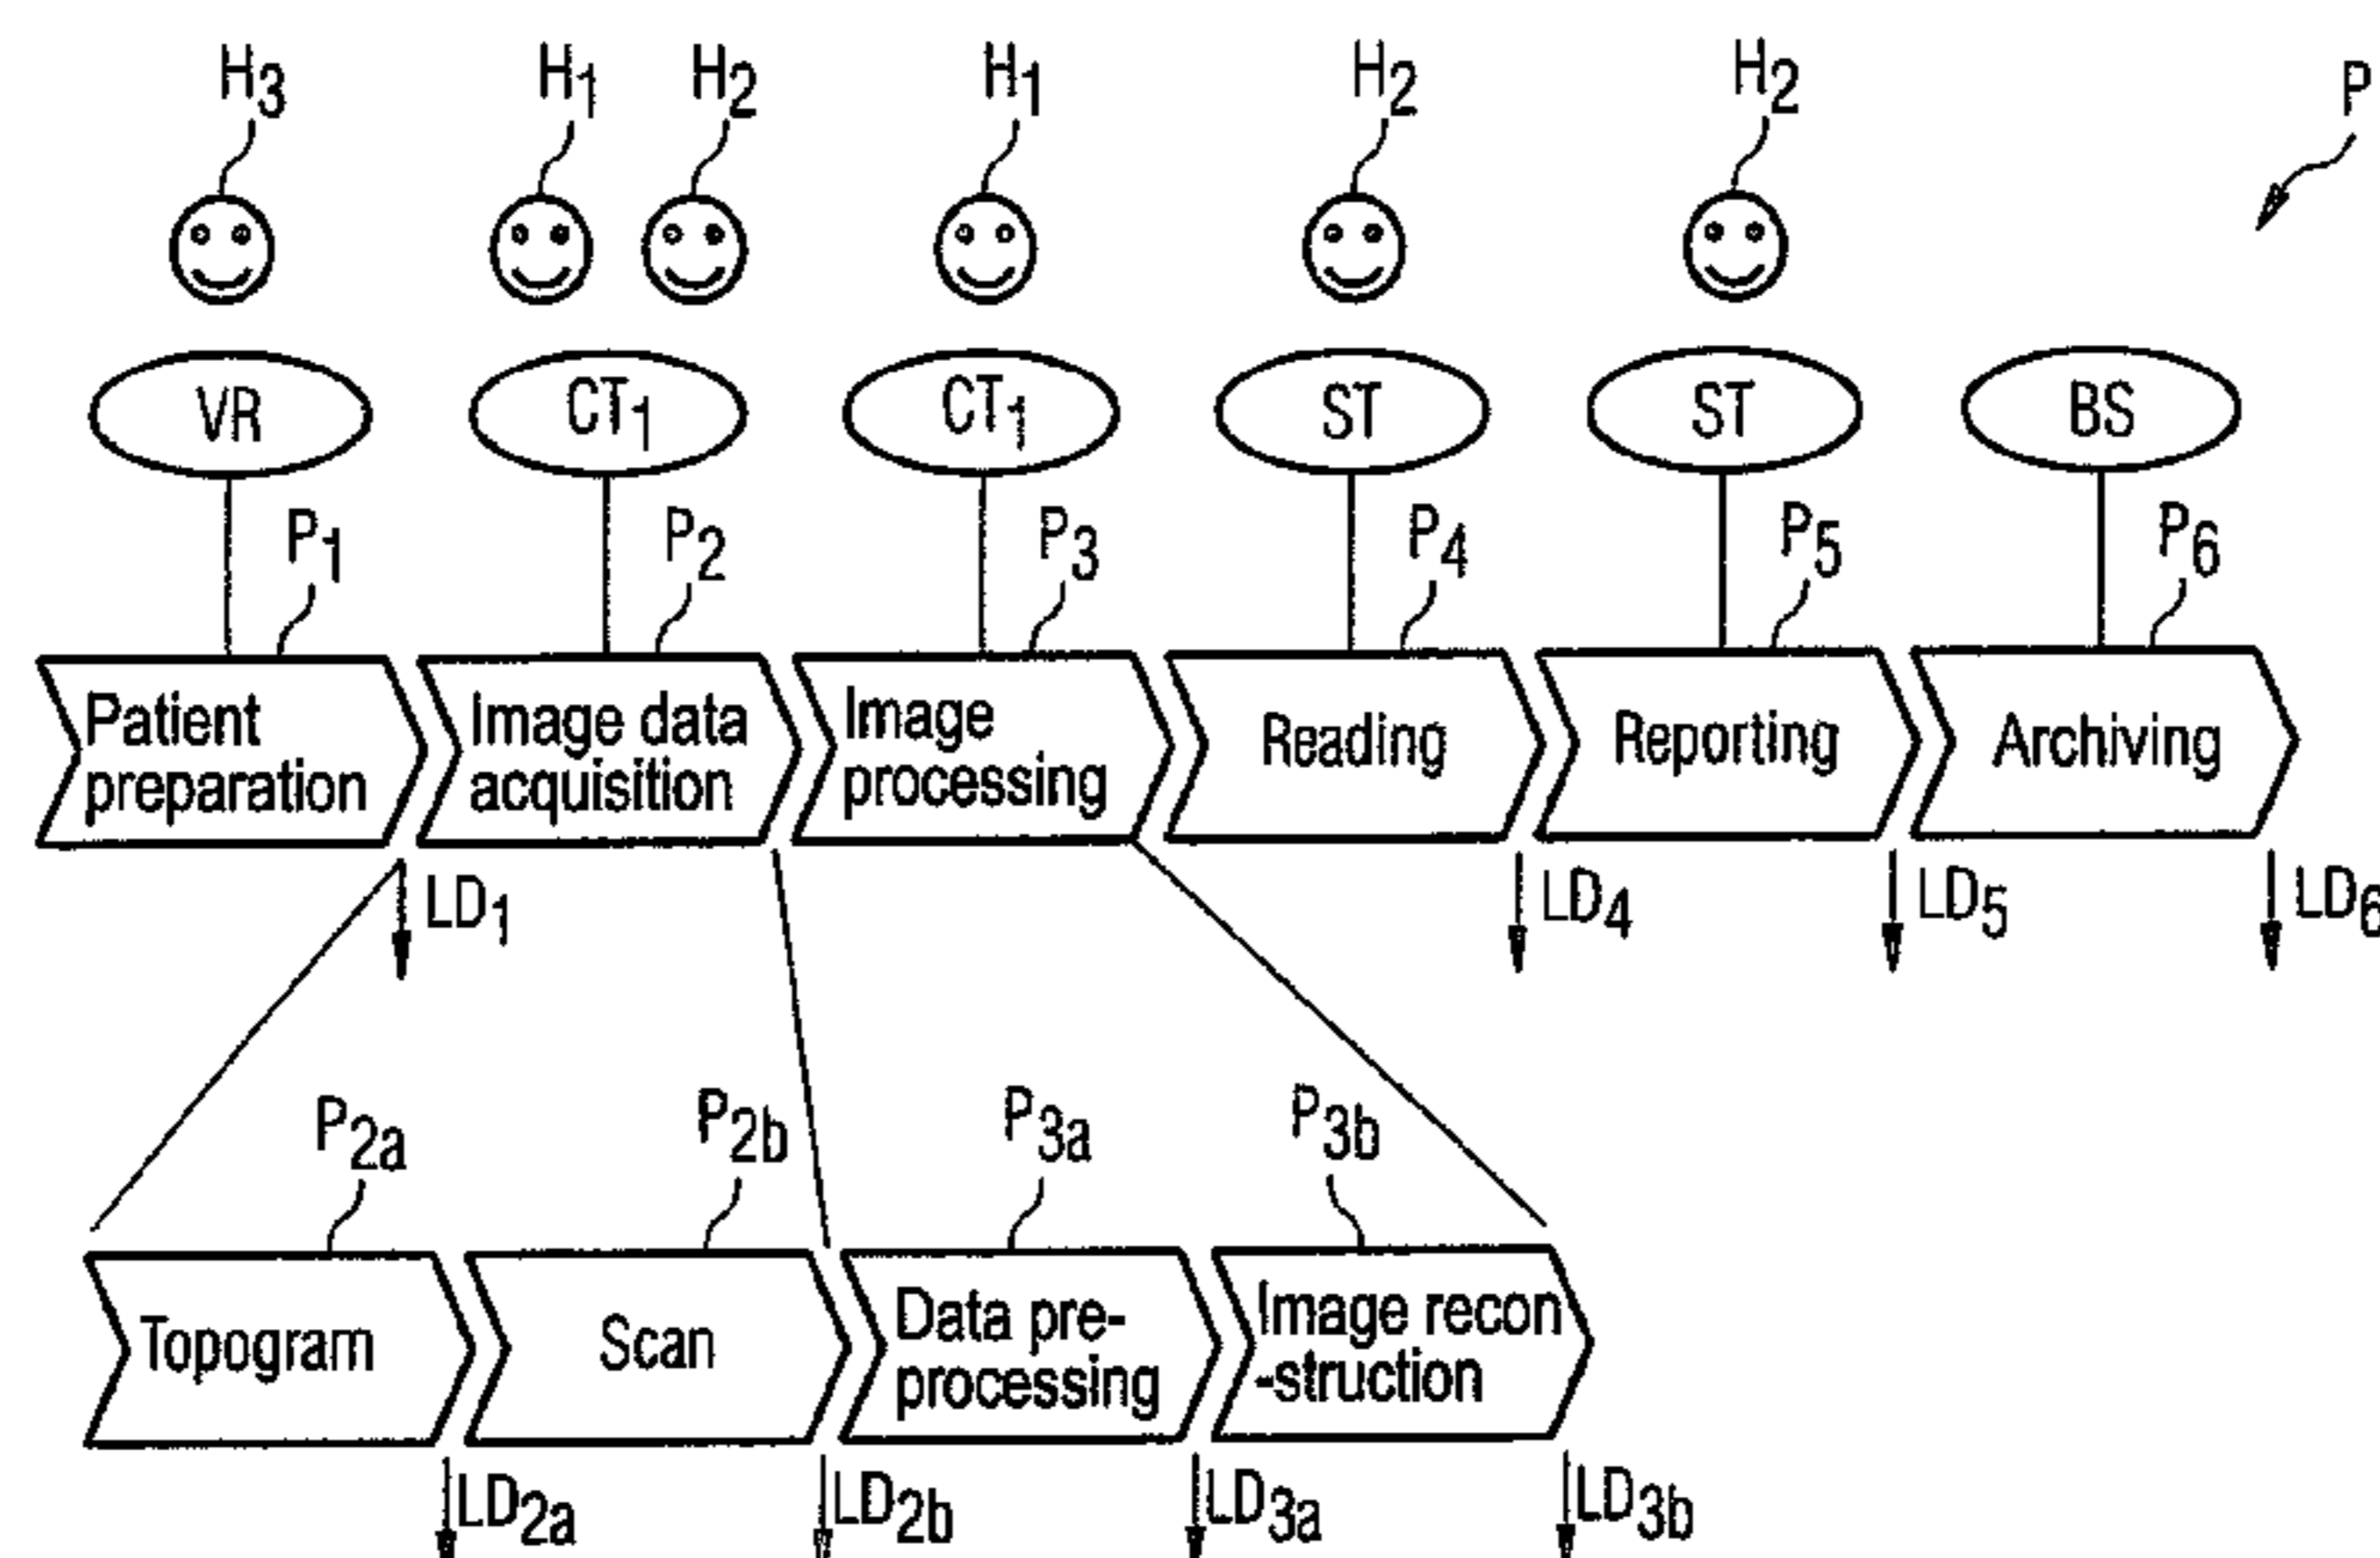 H3 H1 H2 H1 H2 H2 P
VR CT1 CT1 ST ST BS
P1 P2 P3 P4 P5 P6
Patient preparation
Image data acquisition
Image processing
Reading
Reporting
Archiving
LD1 LD4 LD5 LD6
P2a P2b P3a P3b
Topogram
Scan
Data pre-
processing
Image recon
-struction
LD2a LD2b LD3a LD3b